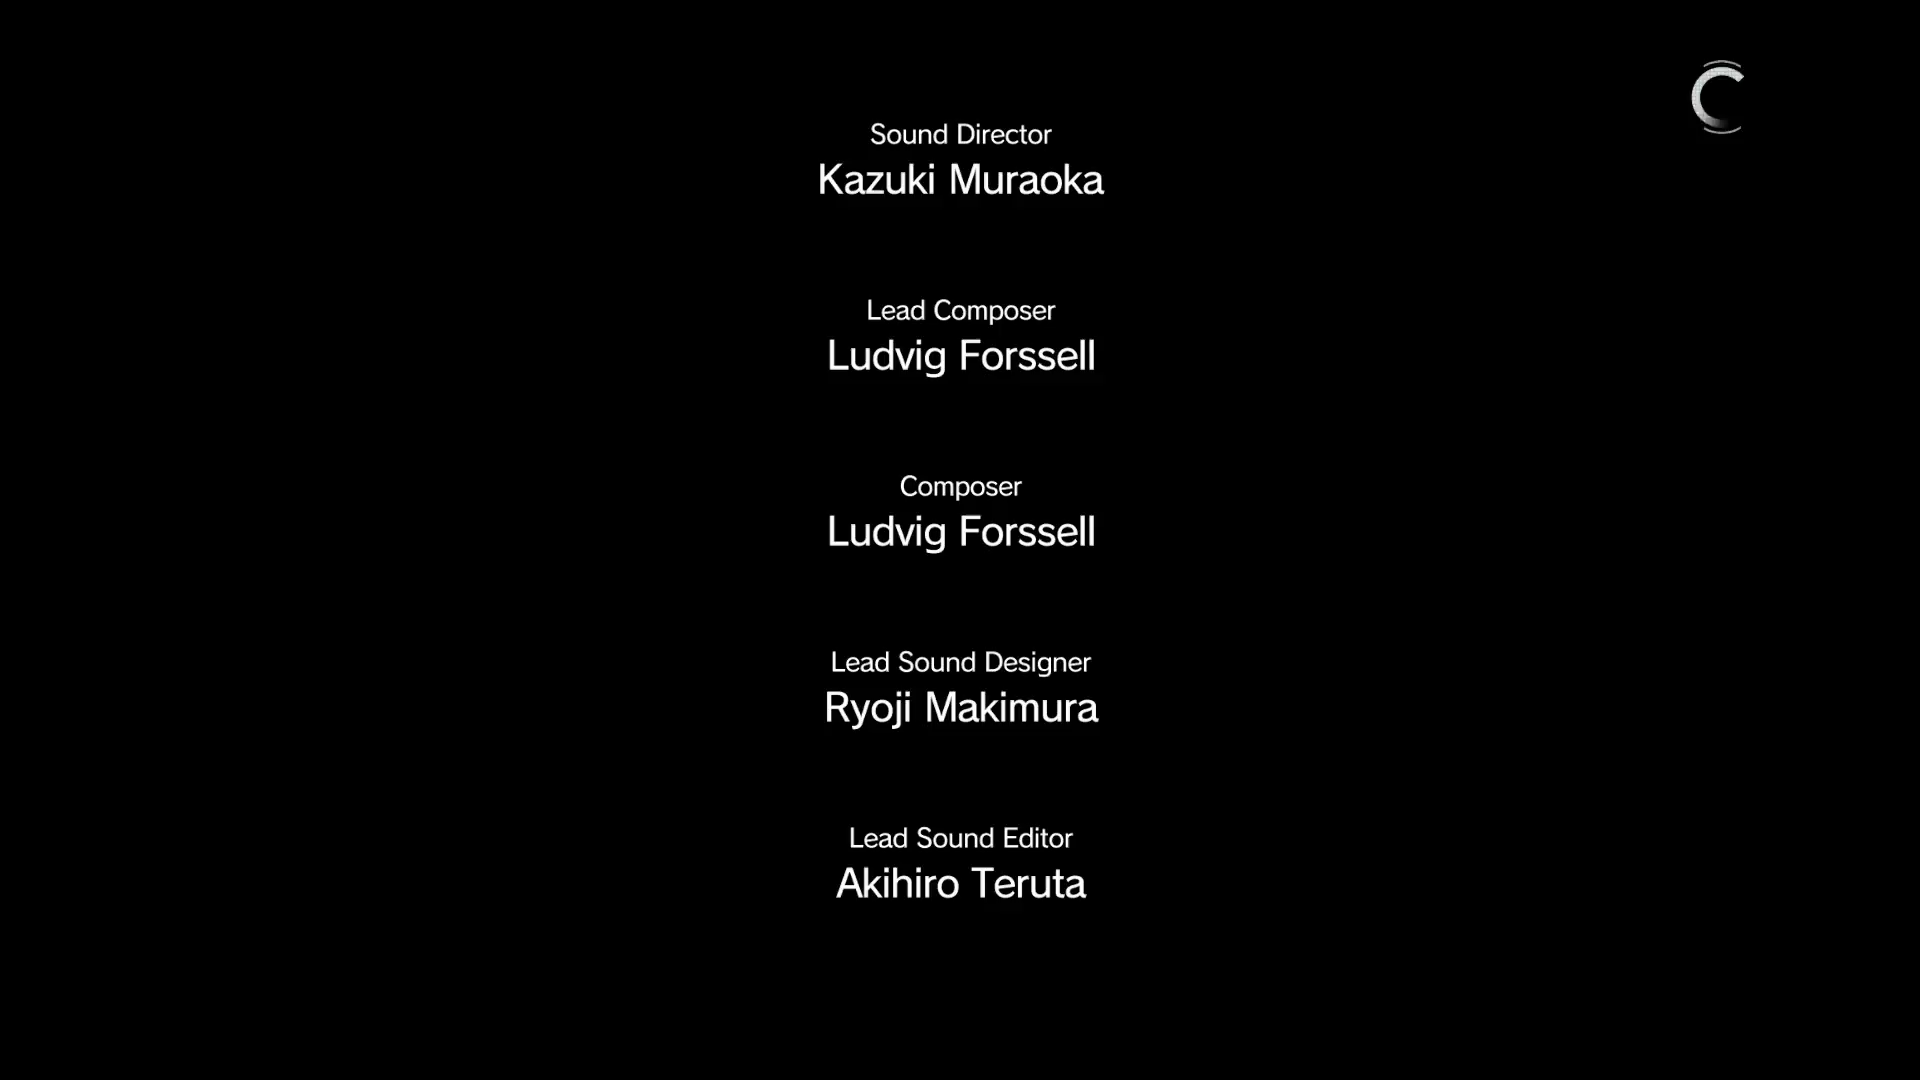 Sound Director
Kazuki Muraoka
Lead Composer
Ludvig Forssell
Composer
Ludvig Forssell
Lead Sound Designer
Ryoji Makimura
Lead Sound Editor
Akihiro Teruta